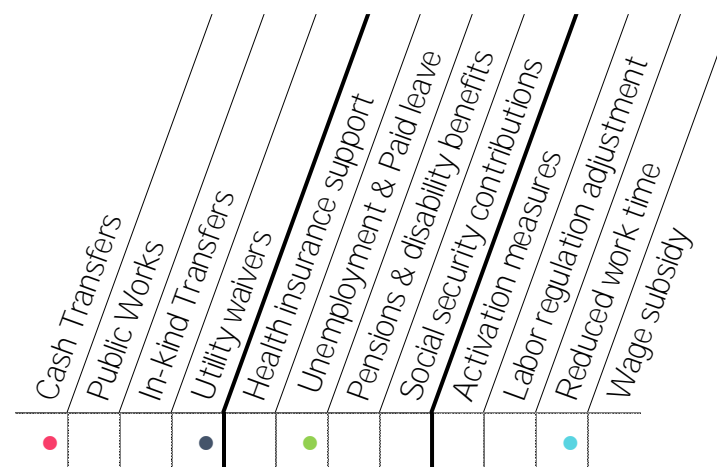 Cash Transfers
Public Works
In-kind Transfers
Utility waivers
Health insurance support
Unemployment & Paid leave
Pensions & disability benefits
Social security contributions
Activation measures
Labor regulation adjustment
Reduced work time
Wage subsidy